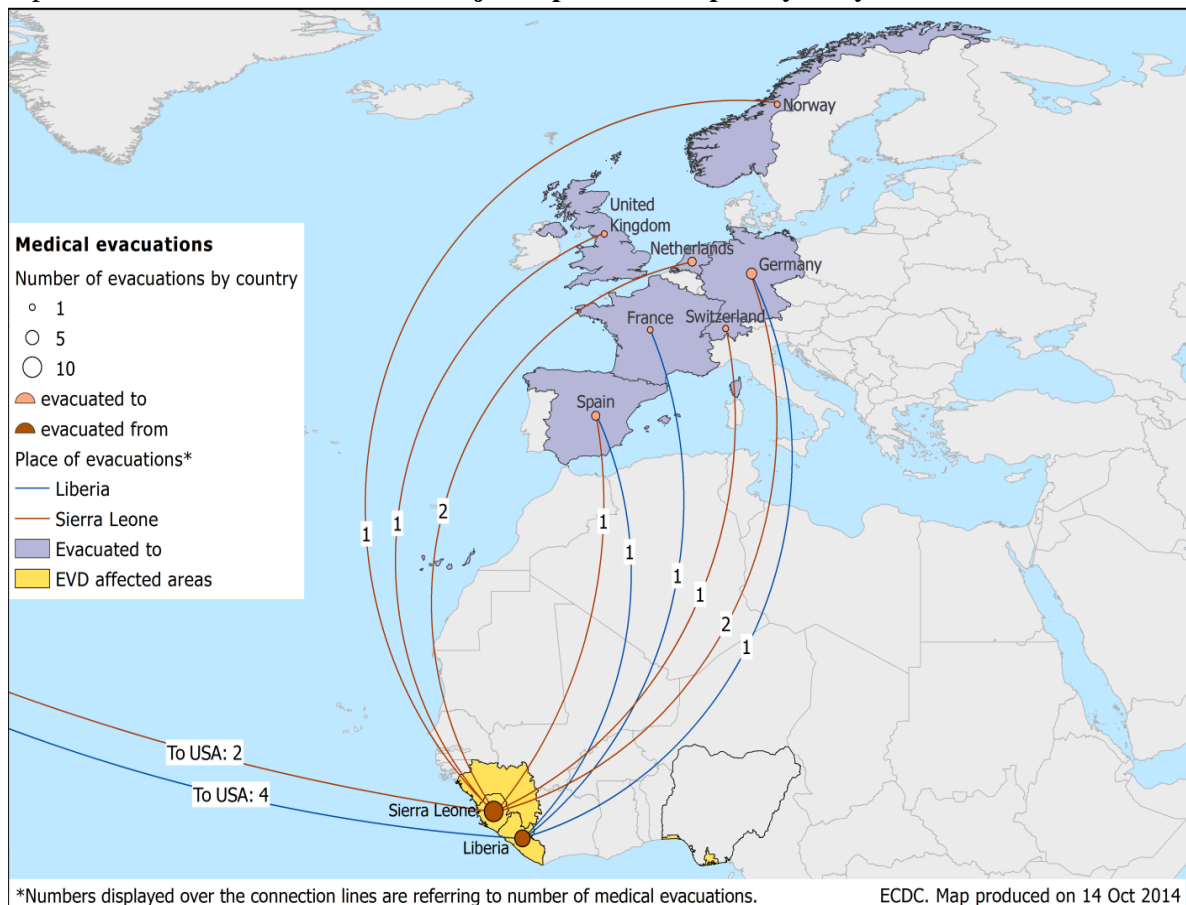 Norway
United
Kingdom
Netherlands
Germany
France
Switzerland
Spain
Medical evacuations
Number of evacuations by country
1
5
10
evacuated to
evacuated from
Place of evacuations*
Liberia
Sierra Leone
Evacuated to
EVD affected areas
1
1
2
1
1
1
1
2
1
To USA: 2
To USA: 4
Sierra Leone
Liberia
*Numbers displayed over the connection lines are referring to number of medical evacuations.
ECDC. Map produced on 14 Oct 2014